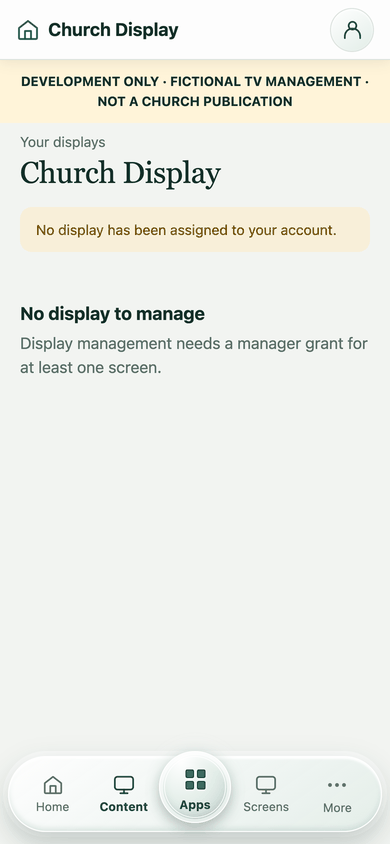 Church Display
DEVELOPMENT ONLY · FICTIONAL TV MANAGEMENT ·
NOT A CHURCH PUBLICATION
Your displays
Church Display
No display has been assigned to your account.
No display to manage
Display management needs a manager grant for
at least one screen.
Home
Content
Apps
Screens
More